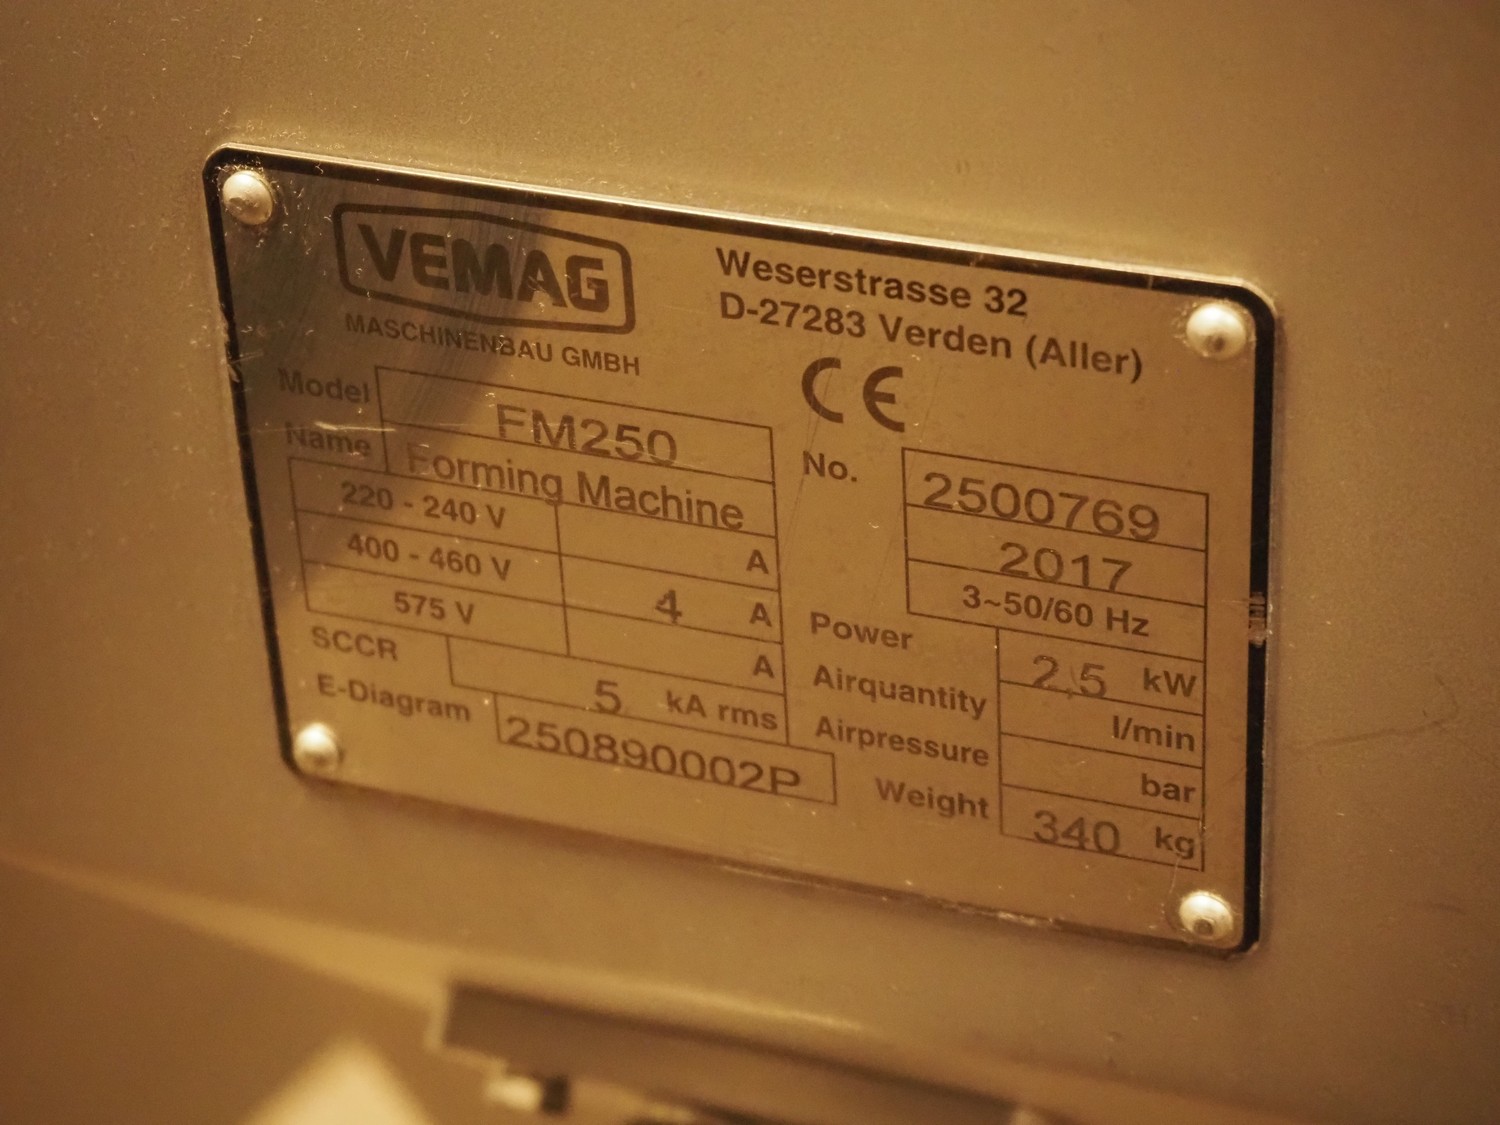 VEMAG
MASCHINENBAU GMBH
Weserstrasse 32
D-27283 Verden (Aller)
CE
Model FM250
Name Forming Machine
220 - 240 V A
400 - 460 V 4 A
575 V A
SCCR 5 kA rms
E-Diagram 250890002P
No. 2500769
2017
3~50/60 Hz
Power 2,5 kW
Airquantity l/min
Airpressure bar
Weight 340 kg